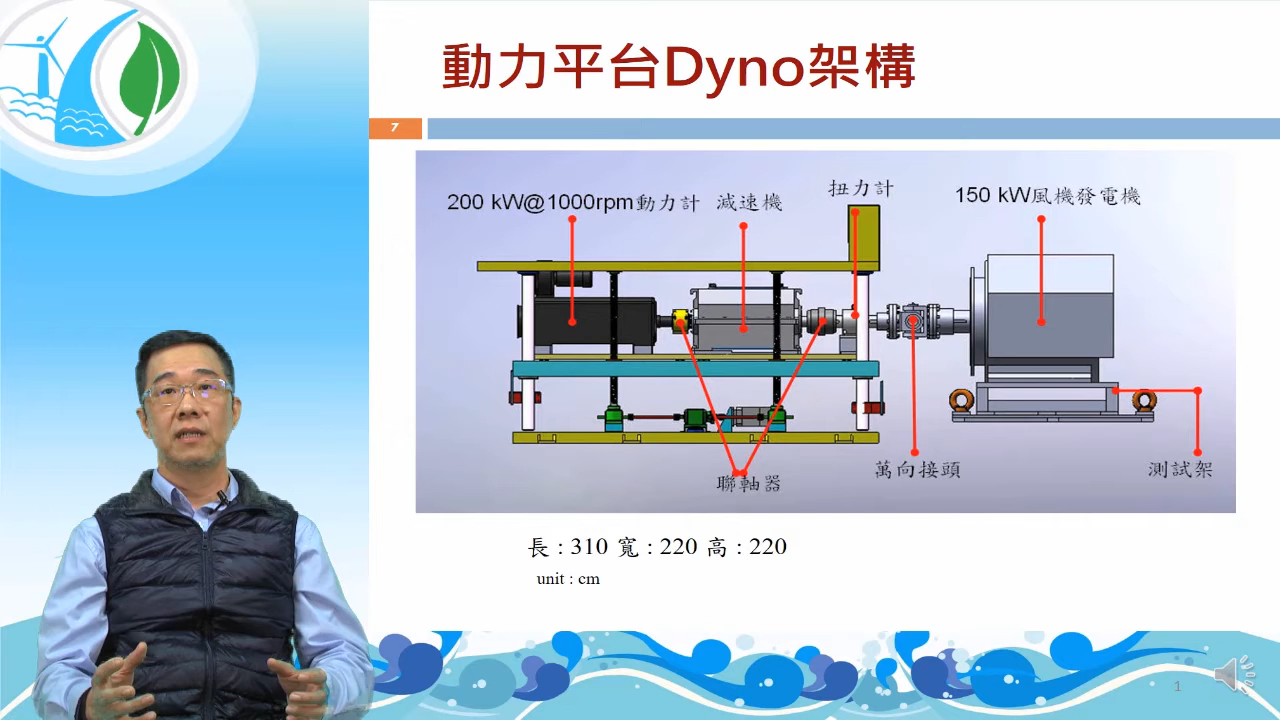 動力平台Dyno架構
7
200 kW@1000rpm動力計
減速機
扭力計
150 kW風機發電機
聯軸器
萬向接頭
測試架
長 : 310 寬 : 220 高 : 220
unit : cm
1